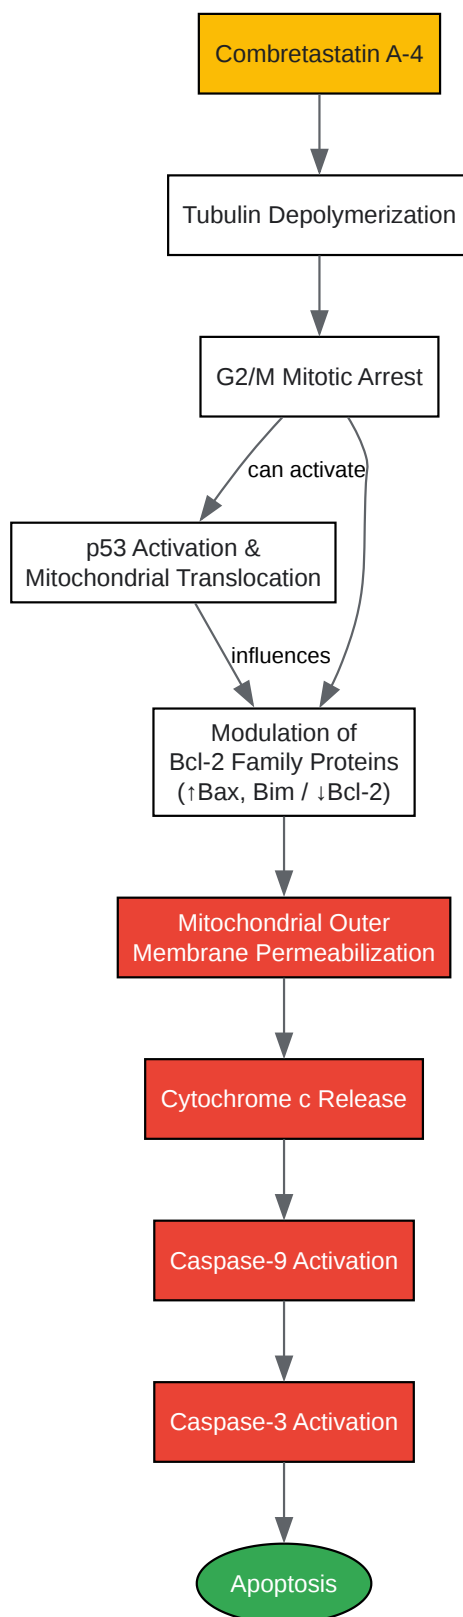 Combretastatin A-4
Tubulin Depolymerization
G2/M Mitotic Arrest
can activate
p53 Activation &
Mitochondrial Translocation
influences
Modulation of
Bcl-2 Family Proteins
(↑Bax, Bim / ↓Bcl-2)
Mitochondrial Outer
Membrane Permeabilization
Cytochrome c Release
Caspase-9 Activation
Caspase-3 Activation
Apoptosis